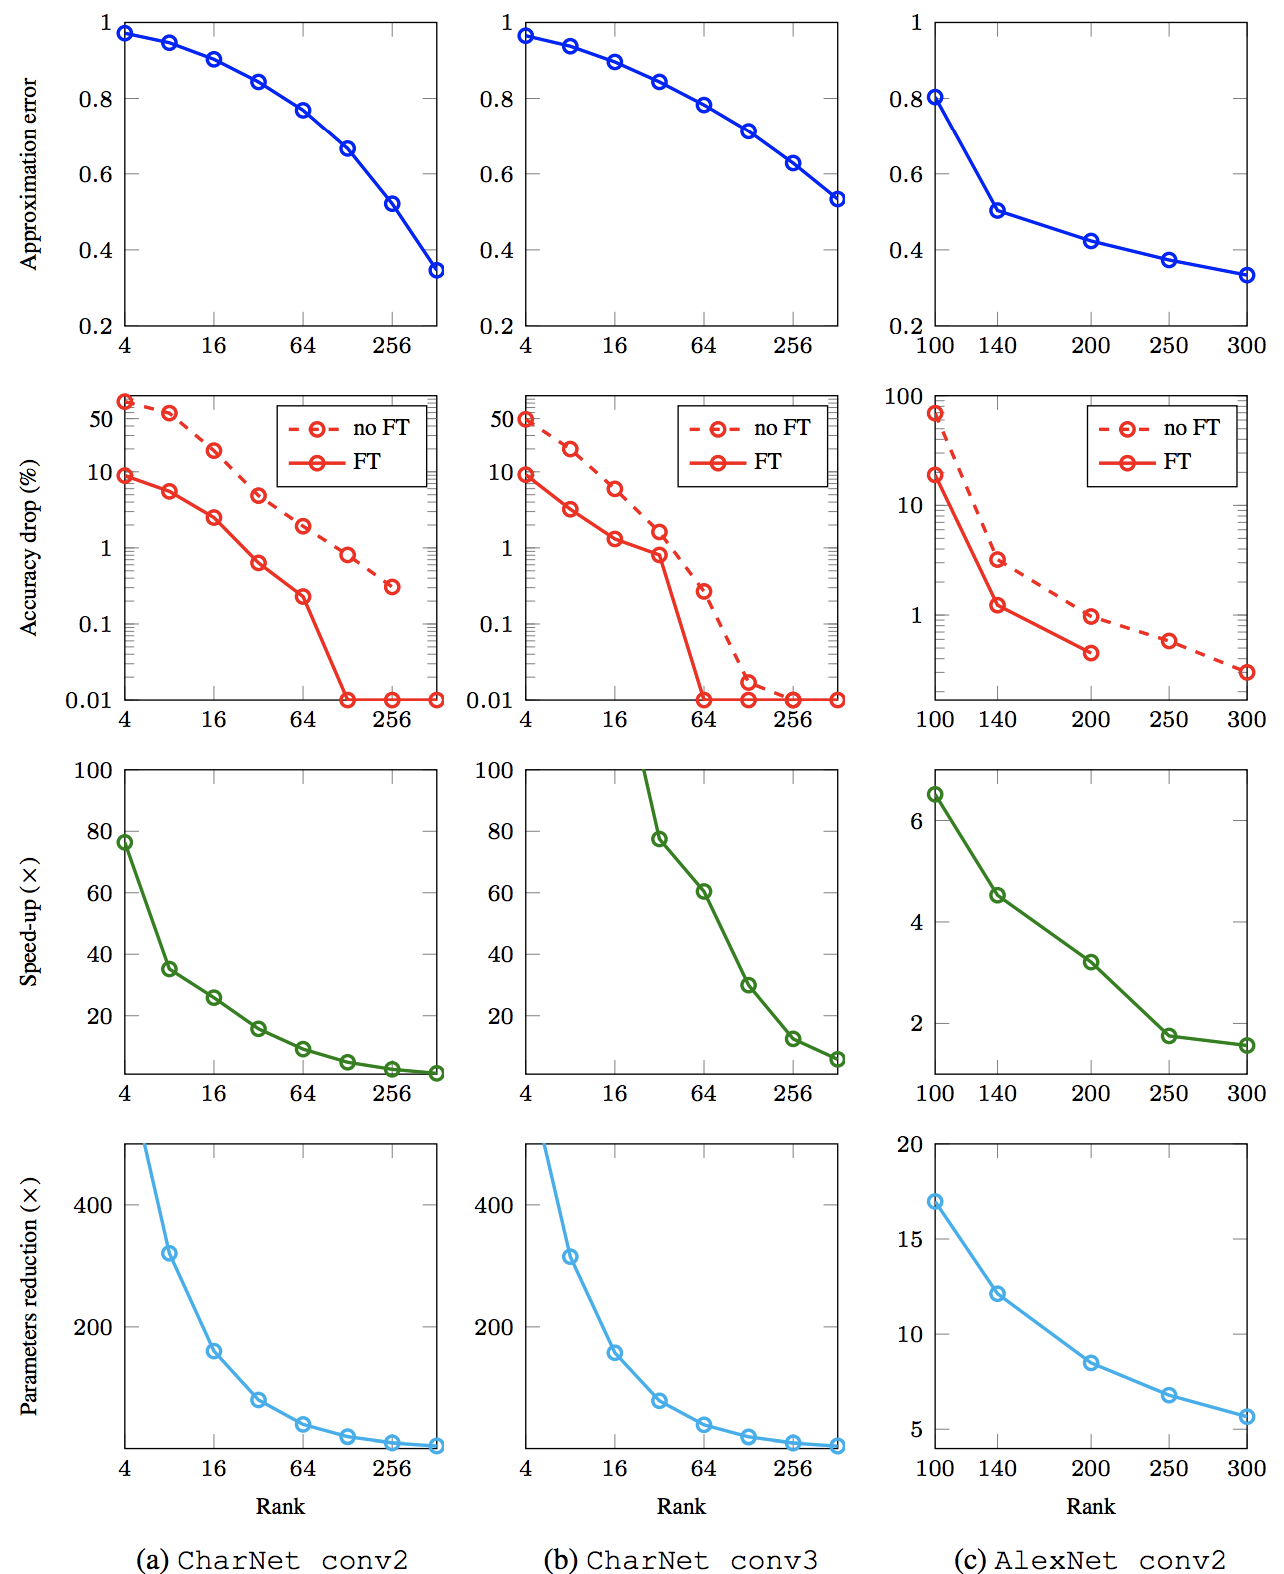 Approximation error
1
0.8
0.6
0.4
0.2
4 16 64 256
1
0.8
0.6
0.4
0.2
4 16 64 256
1
0.8
0.6
0.4
0.2
100 140 200 250 300
Accuracy drop (%)
50
10
1
0.1
0.01
4 16 64 256
no FT
FT
50
10
1
0.1
0.01
4 16 64 256
no FT
FT
100
10
1
100 140 200 250 300
no FT
FT
Speed-up (×)
100
80
60
40
20
4 16 64 256
100
80
60
40
20
4 16 64 256
6
4
2
100 140 200 250 300
Parameters reduction (×)
400
200
4 16 64 256
Rank
400
200
4 16 64 256
Rank
20
15
10
5
100 140 200 250 300
Rank
(a) CharNet conv2
(b) CharNet conv3
(c) AlexNet conv2